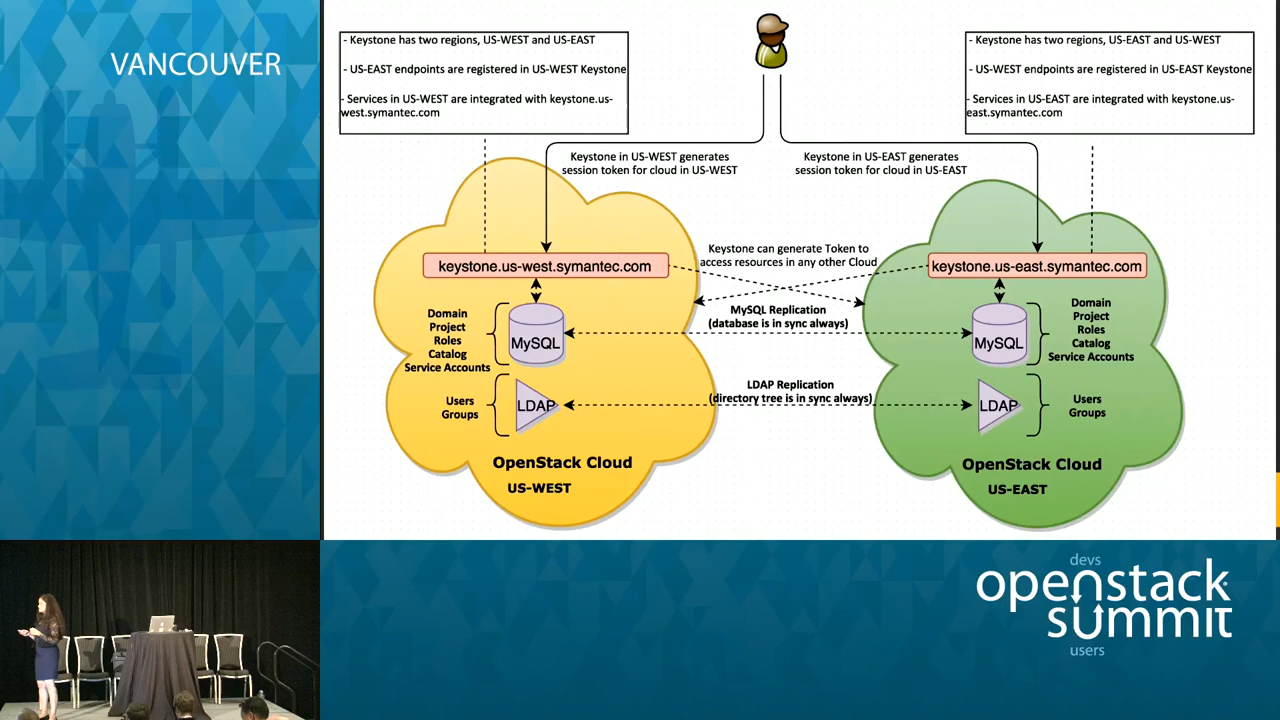 VANCOUVER
- Keystone has two regions, US-WEST and US-EAST
- US-EAST endpoints are registered in US-WEST Keystone
- Services in US-WEST are integrated with keystone.us-
west.symantec.com
- Keystone has two regions, US-EAST and US-WEST
- US-WEST endpoints are registered in US-EAST Keystone
- Services in US-EAST are integrated with keystone.us-
east.symantec.com
Keystone in US-WEST generates
session token for cloud in US-WEST
Keystone in US-EAST generates
session token for cloud in US-EAST
keystone.us-west.symantec.com
Keystone can generate Token to
access resources in any other Cloud
keystone.us-east.symantec.com
Domain
Project
Roles
Catalog
Service Accounts
MySQL
MySQL Replication
(database is in sync always)
MySQL
Domain
Project
Roles
Catalog
Service Accounts
Users
Groups
LDAP
LDAP Replication
(directory tree is in sync always)
LDAP
Users
Groups
OpenStack Cloud
US-WEST
OpenStack Cloud
US-EAST
devs
openstack
summit
users